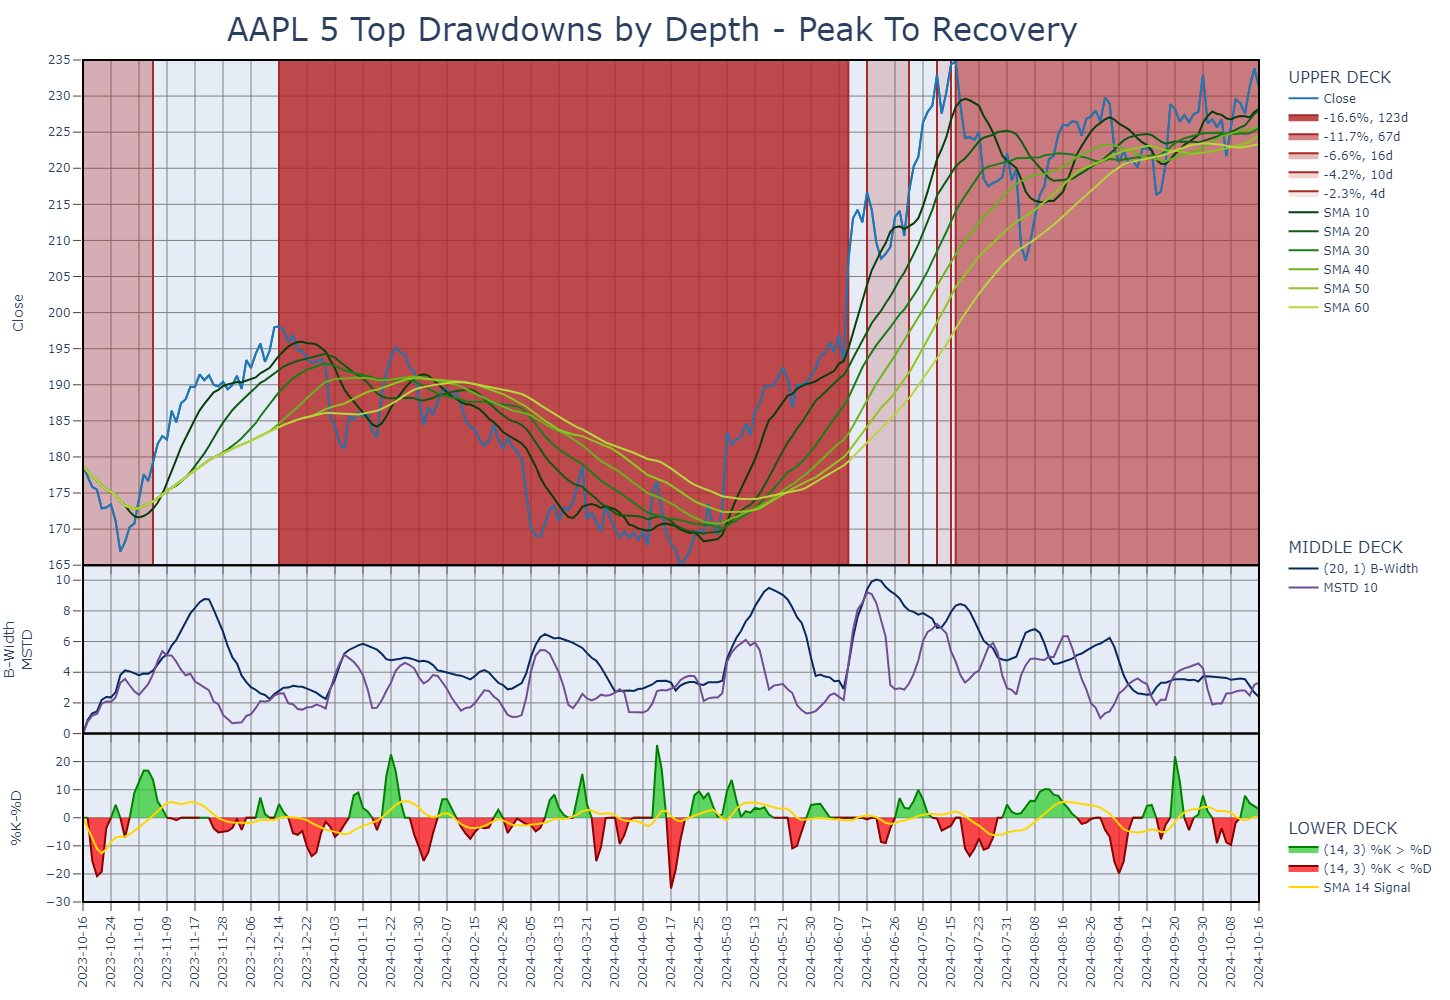 AAPL 5 Top Drawdowns by Depth - Peak To Recovery
235
230
225
220
215
210
205
200
195
190
185
180
175
170
165
Close
10
8
6
4
2
0
B-Width
MSTD
20
10
0
−10
−20
−30
%K-%D
2023-10-16
2023-10-24
2023-11-01
2023-11-09
2023-11-17
2023-11-28
2023-12-06
2023-12-14
2023-12-22
2024-01-03
2024-01-11
2024-01-22
2024-01-30
2024-02-07
2024-02-15
2024-02-26
2024-03-05
2024-03-13
2024-03-21
2024-04-01
2024-04-09
2024-04-17
2024-04-25
2024-05-03
2024-05-13
2024-05-21
2024-05-30
2024-06-07
2024-06-17
2024-06-26
2024-07-05
2024-07-15
2024-07-23
2024-07-31
2024-08-08
2024-08-16
2024-08-26
2024-09-04
2024-09-12
2024-09-20
2024-09-30
2024-10-08
2024-10-16
UPPER DECK
Close
-16.6%, 123d
-11.7%, 67d
-6.6%, 16d
-4.2%, 10d
-2.3%, 4d
SMA 10
SMA 20
SMA 30
SMA 40
SMA 50
SMA 60
MIDDLE DECK
(20, 1) B-Width
MSTD 10
LOWER DECK
(14, 3) %K > %D
(14, 3) %K < %D
SMA 14 Signal